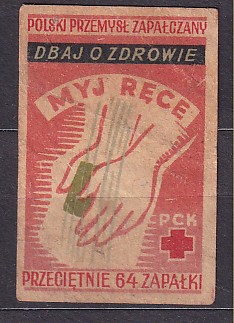 POLSKI PRZEMYSŁ ZAPAŁCZANY
DBAJ O ZDROWIE
MYJ RĘCE
PCK
PRZECIĘTNIE 64 ZAPAŁKI